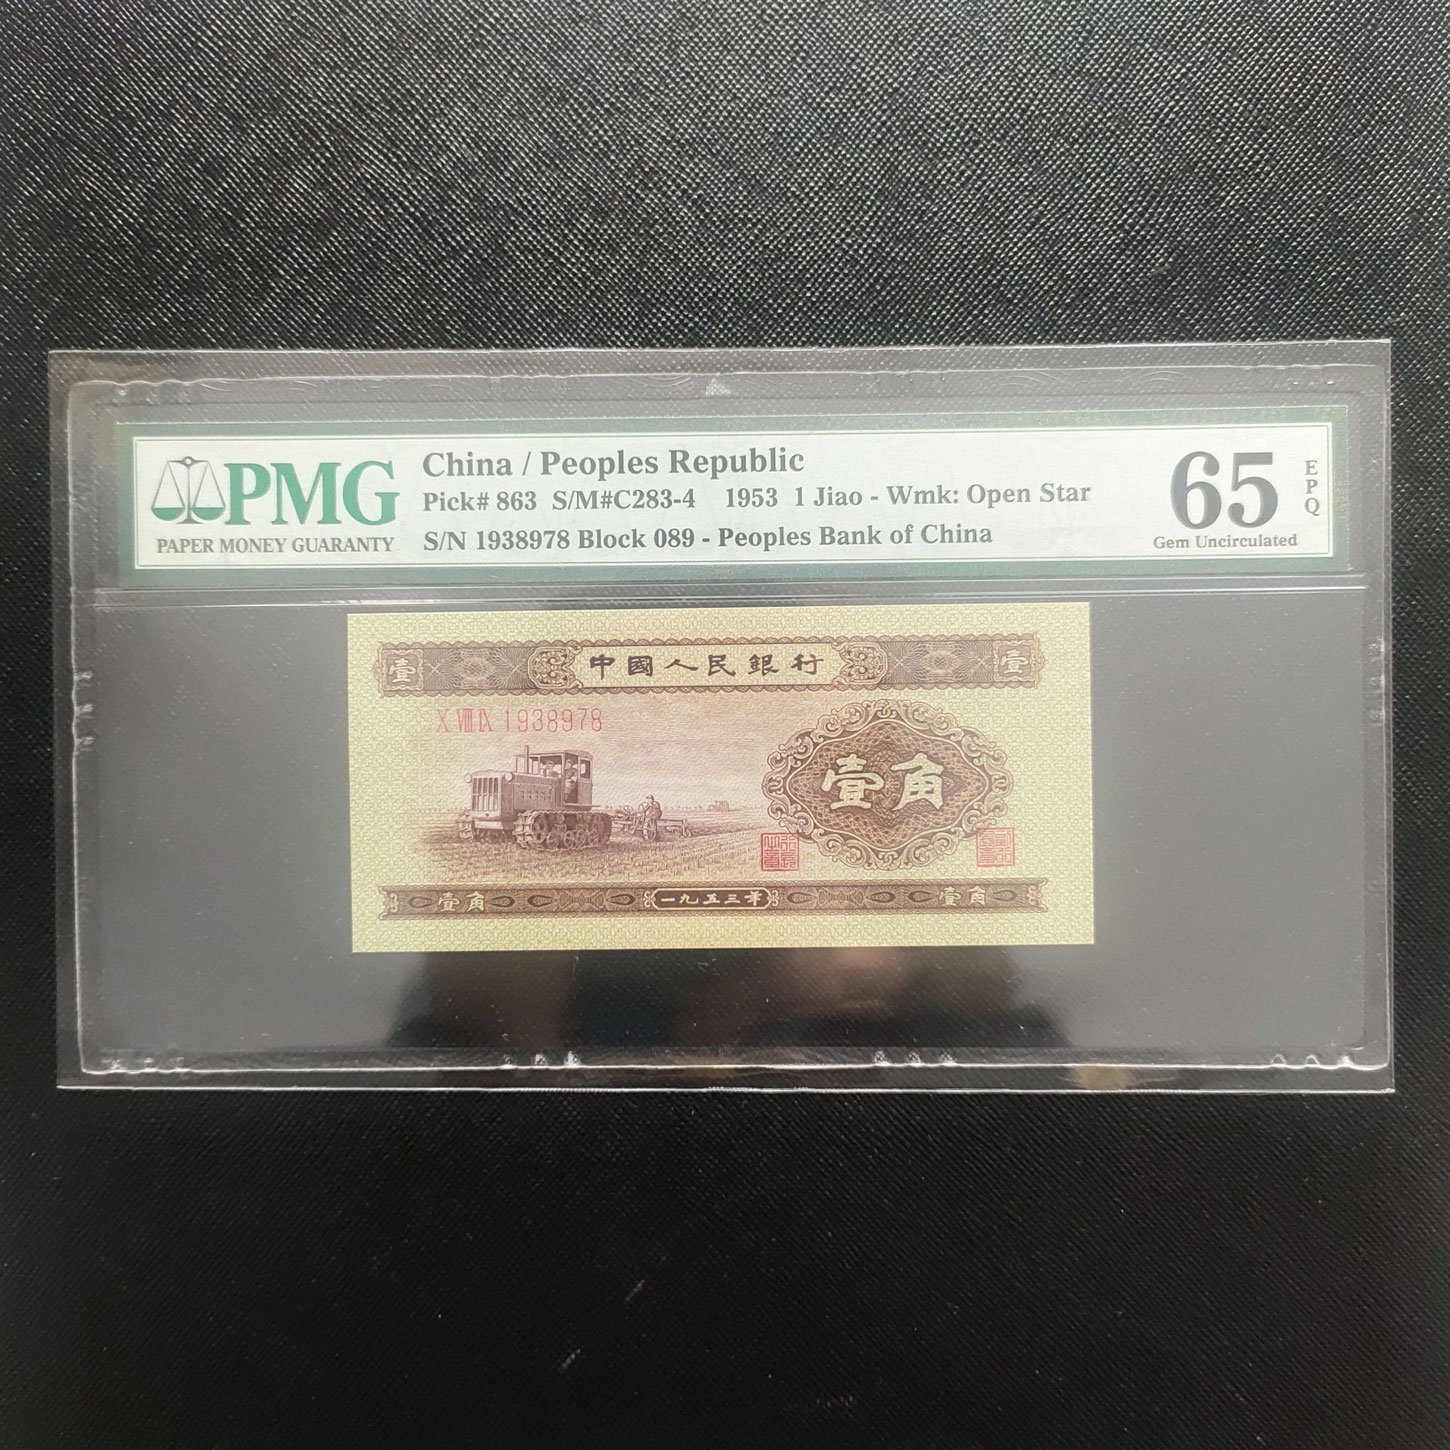 PMG
PAPER MONEY GUARANTY
China / Peoples Republic
Pick# 863 S/M#C283-4 1953 1 Jiao - Wmk: Open Star
S/N 1938978 Block 089 - Peoples Bank of China
65
EPQ
Gem Uncirculated
壹 中國人民銀行 壹
X VIII IX 1938978
壹角
壹角 一九五三年 壹角